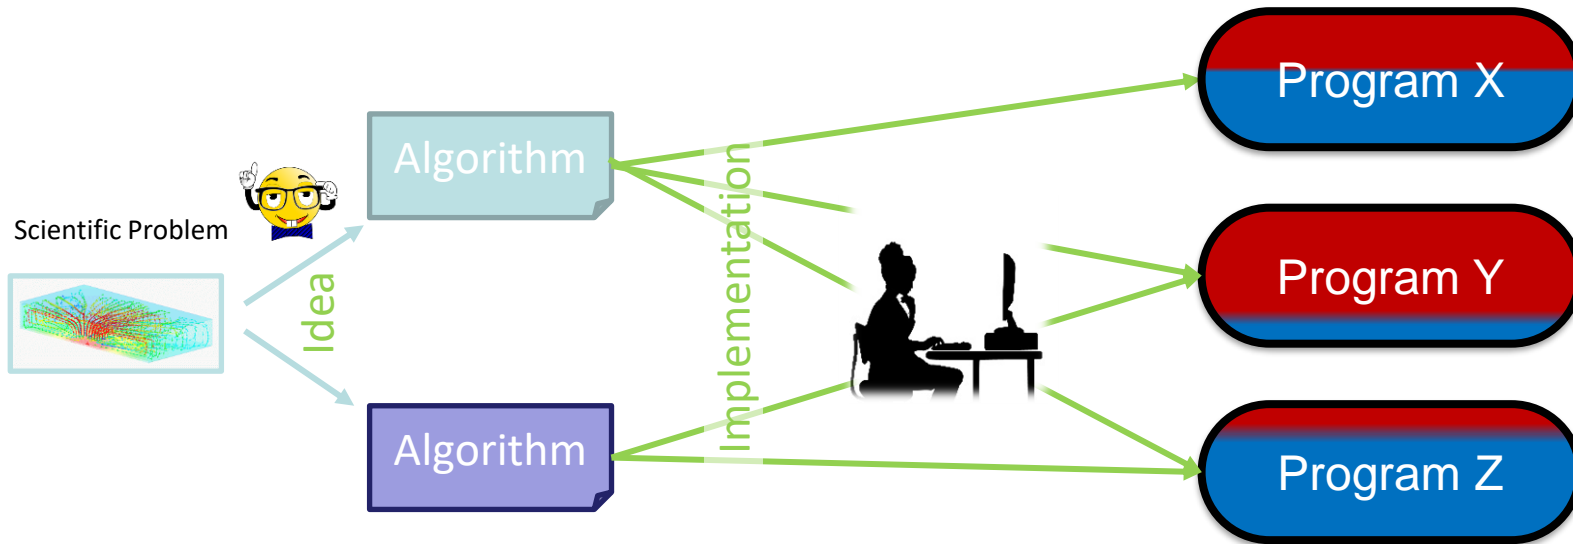 Scientific Problem
Idea
Algorithm
Algorithm
Implementation
Program X
Program Y
Program Z